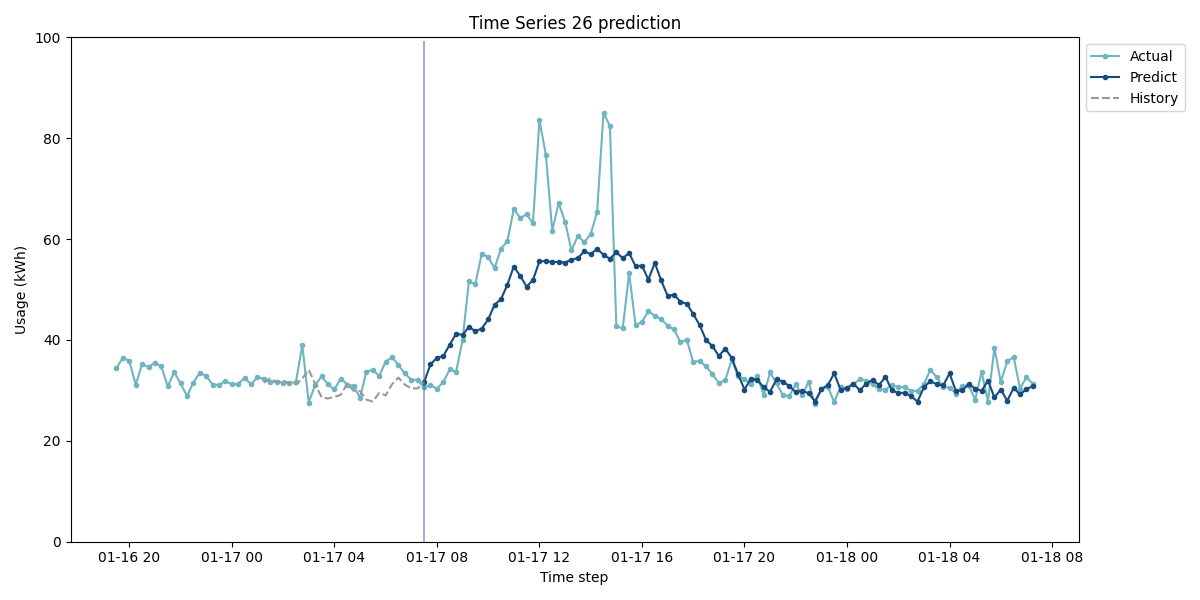 Time Series 26 prediction
Usage (kWh)
100
80
60
40
20
0
01-16 20
01-17 00
01-17 04
01-17 08
01-17 12
01-17 16
01-17 20
01-18 00
01-18 04
01-18 08
Time step
Actual
Predict
History